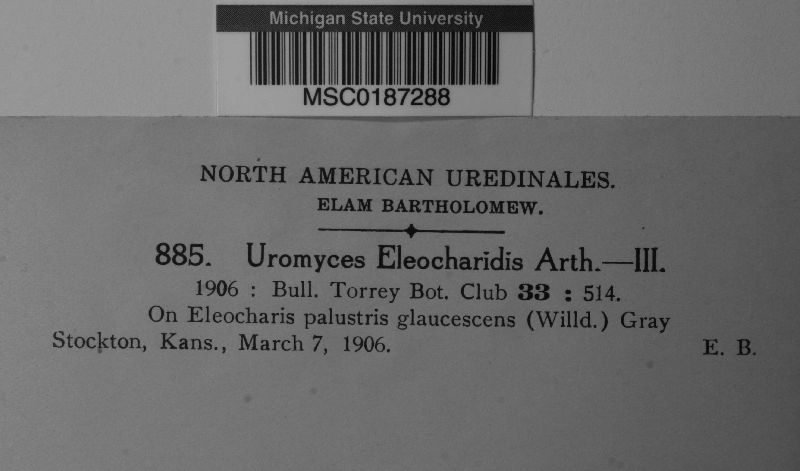 Michigan State University
MSC0187288
NORTH AMERICAN UREDINALES.
ELAM BARTHOLOMEW.
885. Uromyces Eleocharidis Arth.—III.
1906 : Bull. Torrey Bot. Club 33 : 514.
On Eleocharis palustris glaucescens (Willd.) Gray
Stockton, Kans., March 7, 1906. E. B.